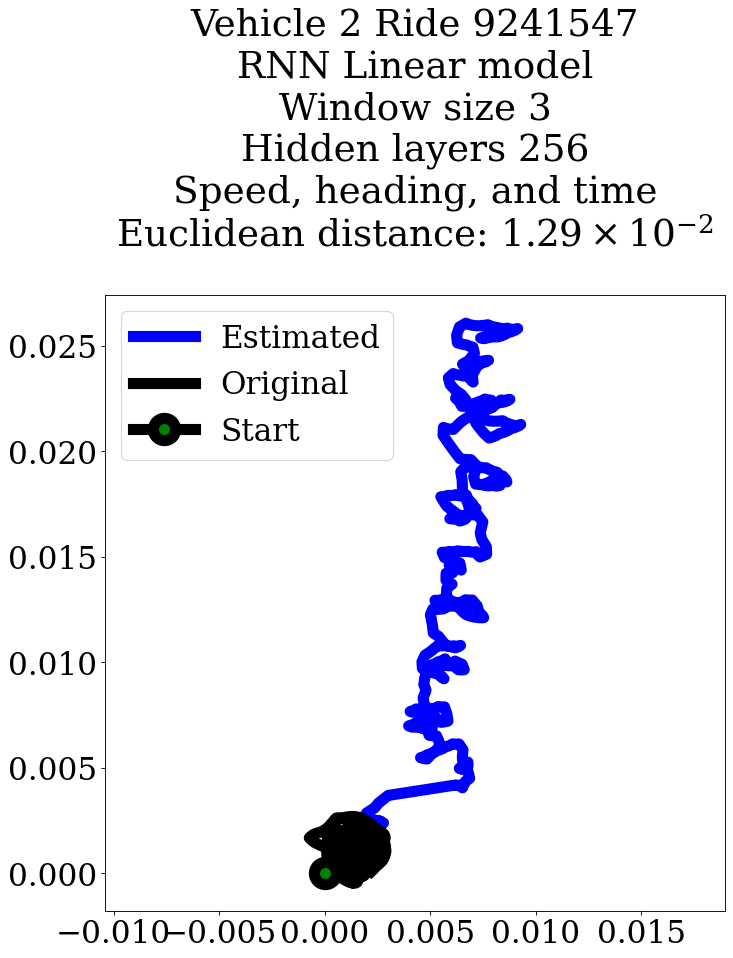 Vehicle 2 Ride 9241547
RNN Linear model
Window size 3
Hidden layers 256
Speed, heading, and time
Euclidean distance: 1.29 × 10⁻²
Estimated
Original
Start
0.025
0.020
0.015
0.010
0.005
0.000
−0.010 −0.005 0.000 0.005 0.010 0.015